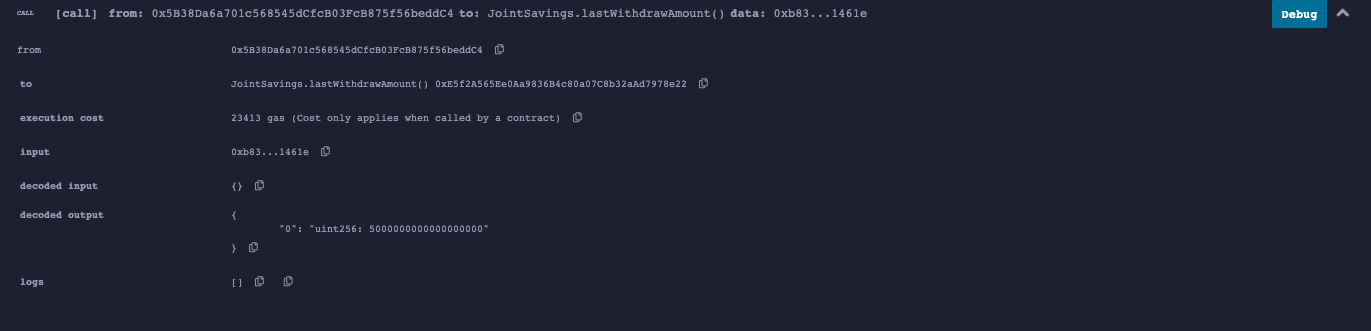 CALL [call] from: 0x5B38Da6a701c568545dCfcB03FcB875f56beddC4 to: JointSavings.lastWithdrawAmount() data: 0xb83...1461e Debug
from 0x5B38Da6a701c568545dCfcB03FcB875f56beddC4
to JointSavings.lastWithdrawAmount() 0xE5f2A565Ee0Aa9836B4c80a07C8b32aAd7978e22
execution cost 23413 gas (Cost only applies when called by a contract)
input 0xb83...1461e
decoded input {}
decoded output {
"0": "uint256: 5000000000000000000"
}
logs []